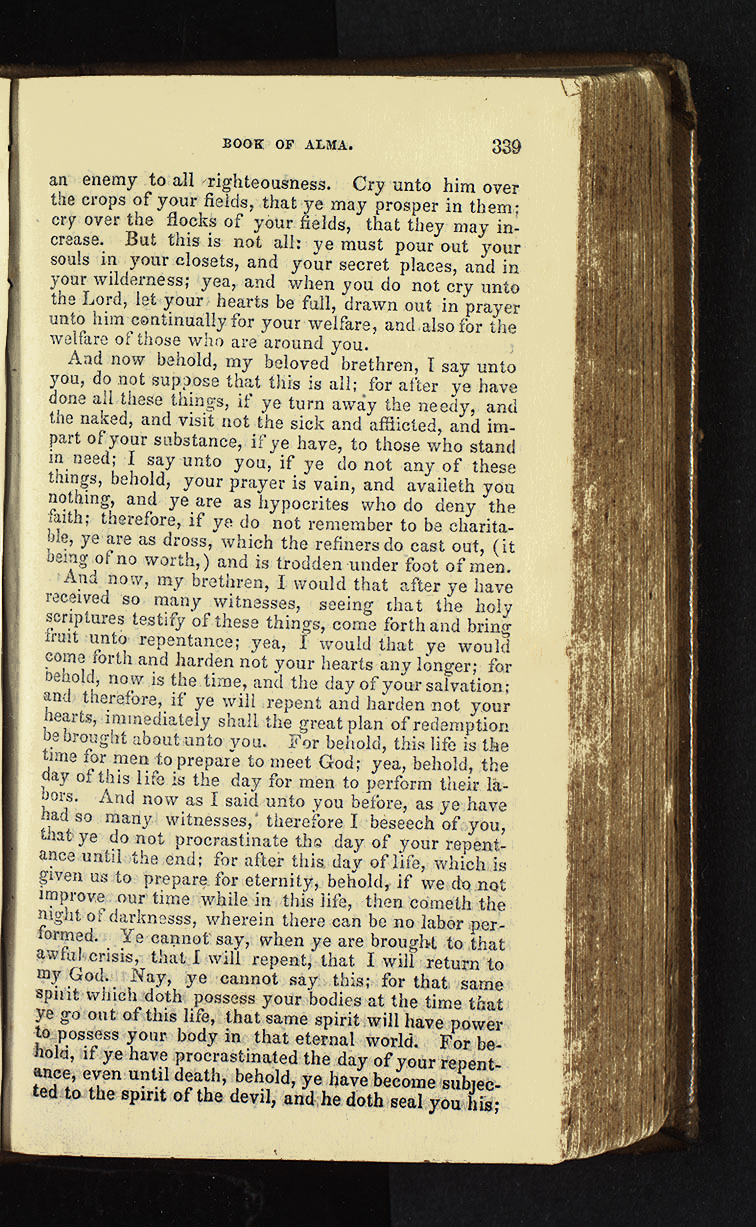 BOOK OF ALMA. 339
an enemy to all righteousness. Cry unto him over
the crops of your fields, that ye may prosper in them;
cry over the flocks of your fields, that they may in-
crease. But this is not all: ye must pour out your
souls in your closets, and your secret places, and in
your wilderness; yea, and when you do not cry unto
the Lord, let your hearts be full, drawn out in prayer
unto him continually for your welfare, and also for the
welfare of those who are around you.
And now behold, my beloved brethren, I say unto
you, do not suppose that this is all; for after ye have
done all these things, if ye turn away the needy, and
the naked, and visit not the sick and afflicted, and im-
part of your substance, if ye have, to those who stand
in need; I say unto you, if ye do not any of these
things, behold, your prayer is vain, and availeth you
nothing, and ye are as hypocrites who do deny the
faith; therefore, if ye do not remember to be charita-
ble, ye are as dross, which the refiners do cast out, (it
being of no worth,) and is trodden under foot of men.
And now, my brethren, I would that after ye have
received so many witnesses, seeing that the holy
scriptures testify of these things, come forth and bring
fruit unto repentance; yea, I would that ye would
come forth and harden not your hearts any longer; for
behold, now is the time, and the day of your salvation;
and therefore, if ye will repent and harden not your
hearts, immediately shall the great plan of redemption
be brought about unto you. For behold, this life is the
time for men to prepare to meet God; yea, behold, the
day of this life is the day for men to perform their la-
bors. And now as I said unto you before, as ye have
had so many witnesses, therefore I beseech of you,
that ye do not procrastinate the day of your repent-
ance until the end; for after this day of life, which is
given us to prepare for eternity, behold, if we do not
improve our time while in this life, then cometh the
night of darknesss, wherein there can be no labor per-
formed. Ye cannot say, when ye are brought to that
awful crisis, that I will repent, that I will return to
my God. Nay, ye cannot say this; for that same
spirit which doth possess your bodies at the time that
ye go out of this life, that same spirit will have power
to possess your body in that eternal world. For be-
hold, if ye have procrastinated the day of your repent-
ance, even until death, behold, ye have become subjec-
ted to the spirit of the devil, and he doth seal you his;